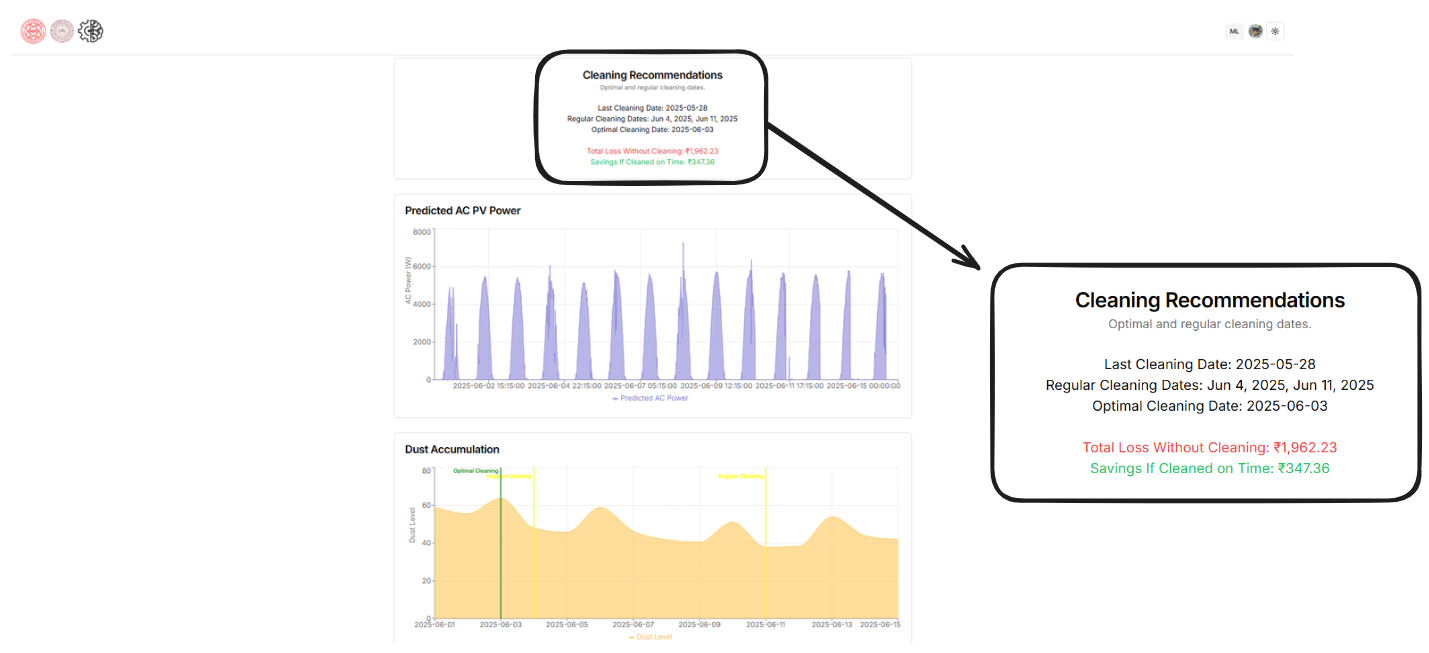 ML
Cleaning Recommendations
Optimal and regular cleaning dates.
Last Cleaning Date: 2025-05-28
Regular Cleaning Dates: Jun 4, 2025, Jun 11, 2025
Optimal Cleaning Date: 2025-06-03
Total Loss Without Cleaning: ₹1,962.23
Savings If Cleaned on Time: ₹347.36
Predicted AC PV Power
8000
6000
4000
2000
0
AC Power (W)
2025-06-02 15:15:00 2025-06-04 22:15:00 2025-06-07 05:15:00 2025-06-09 12:15:00 2025-06-11 17:15:00 2025-06-15 00:00:00
Predicted AC Power
Dust Accumulation
80
60
40
20
0
Dust Level
Optimal Cleaning
Regular Cleaning
Regular Cleaning
2025-06-01 2025-06-03 2025-06-05 2025-06-07 2025-06-09 2025-06-11 2025-06-13 2025-06-15
Dust Level
Cleaning Recommendations
Optimal and regular cleaning dates.
Last Cleaning Date: 2025-05-28
Regular Cleaning Dates: Jun 4, 2025, Jun 11, 2025
Optimal Cleaning Date: 2025-06-03
Total Loss Without Cleaning: ₹1,962.23
Savings If Cleaned on Time: ₹347.36